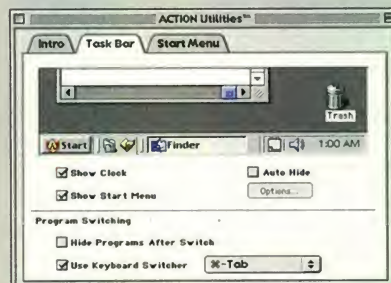 ACTION Utilities™
Intro Task Bar Start Menu
Trash
Start Finder 1:00 AM
Show Clock Auto Hide
Show Start Menu Options...
Program Switching
Hide Programs After Switch
Use Keyboard Switcher ⌘-Tab